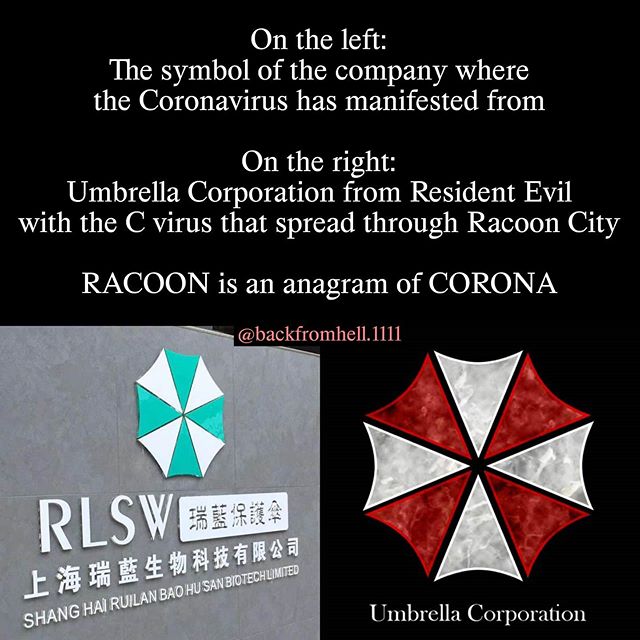 On the left:
The symbol of the company where
the Coronavirus has manifested from
On the right:
Umbrella Corporation from Resident Evil
with the C virus that spread through Racoon City
RACOON is an anagram of CORONA
@backfromhell.1111
RLSW 瑞藍保護傘
上海瑞藍生物科技有限公司
SHANG HAI RUILAN BAO HU SAN BIOTECH LIMITED
Umbrella Corporation